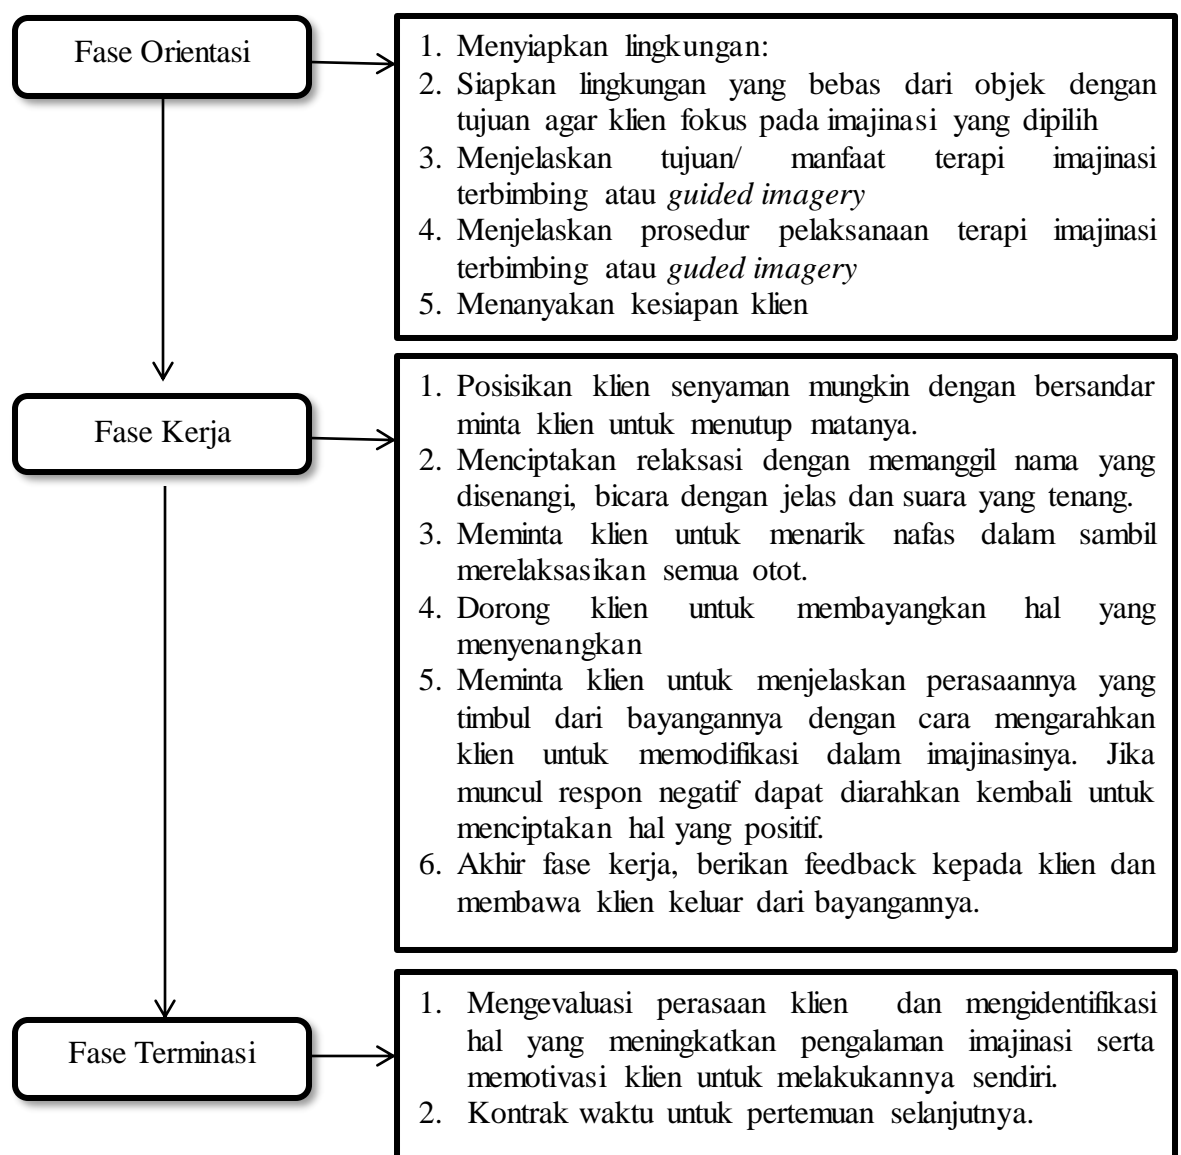 Fase Orientasi
1. Menyiapkan lingkungan:
2. Siapkan lingkungan yang bebas dari objek dengan
tujuan agar klien fokus pada imajinasi yang dipilih
3. Menjelaskan tujuan/ manfaat terapi imajinasi
terbimbing atau guided imagery
4. Menjelaskan prosedur pelaksanaan terapi imajinasi
terbimbing atau guded imagery
5. Menanyakan kesiapan klien
Fase Kerja
1. Posisikan klien senyaman mungkin dengan bersandar
minta klien untuk menutup matanya.
2. Menciptakan relaksasi dengan memanggil nama yang
disenangi, bicara dengan jelas dan suara yang tenang.
3. Meminta klien untuk menarik nafas dalam sambil
merelaksasikan semua otot.
4. Dorong klien untuk membayangkan hal yang
menyenangkan
5. Meminta klien untuk menjelaskan perasaannya yang
timbul dari bayangannya dengan cara mengarahkan
klien untuk memodifikasi dalam imajinasinya. Jika
muncul respon negatif dapat diarahkan kembali untuk
menciptakan hal yang positif.
6. Akhir fase kerja, berikan feedback kepada klien dan
membawa klien keluar dari bayangannya.
Fase Terminasi
1. Mengevaluasi perasaan klien dan mengidentifikasi
hal yang meningkatkan pengalaman imajinasi serta
memotivasi klien untuk melakukannya sendiri.
2. Kontrak waktu untuk pertemuan selanjutnya.